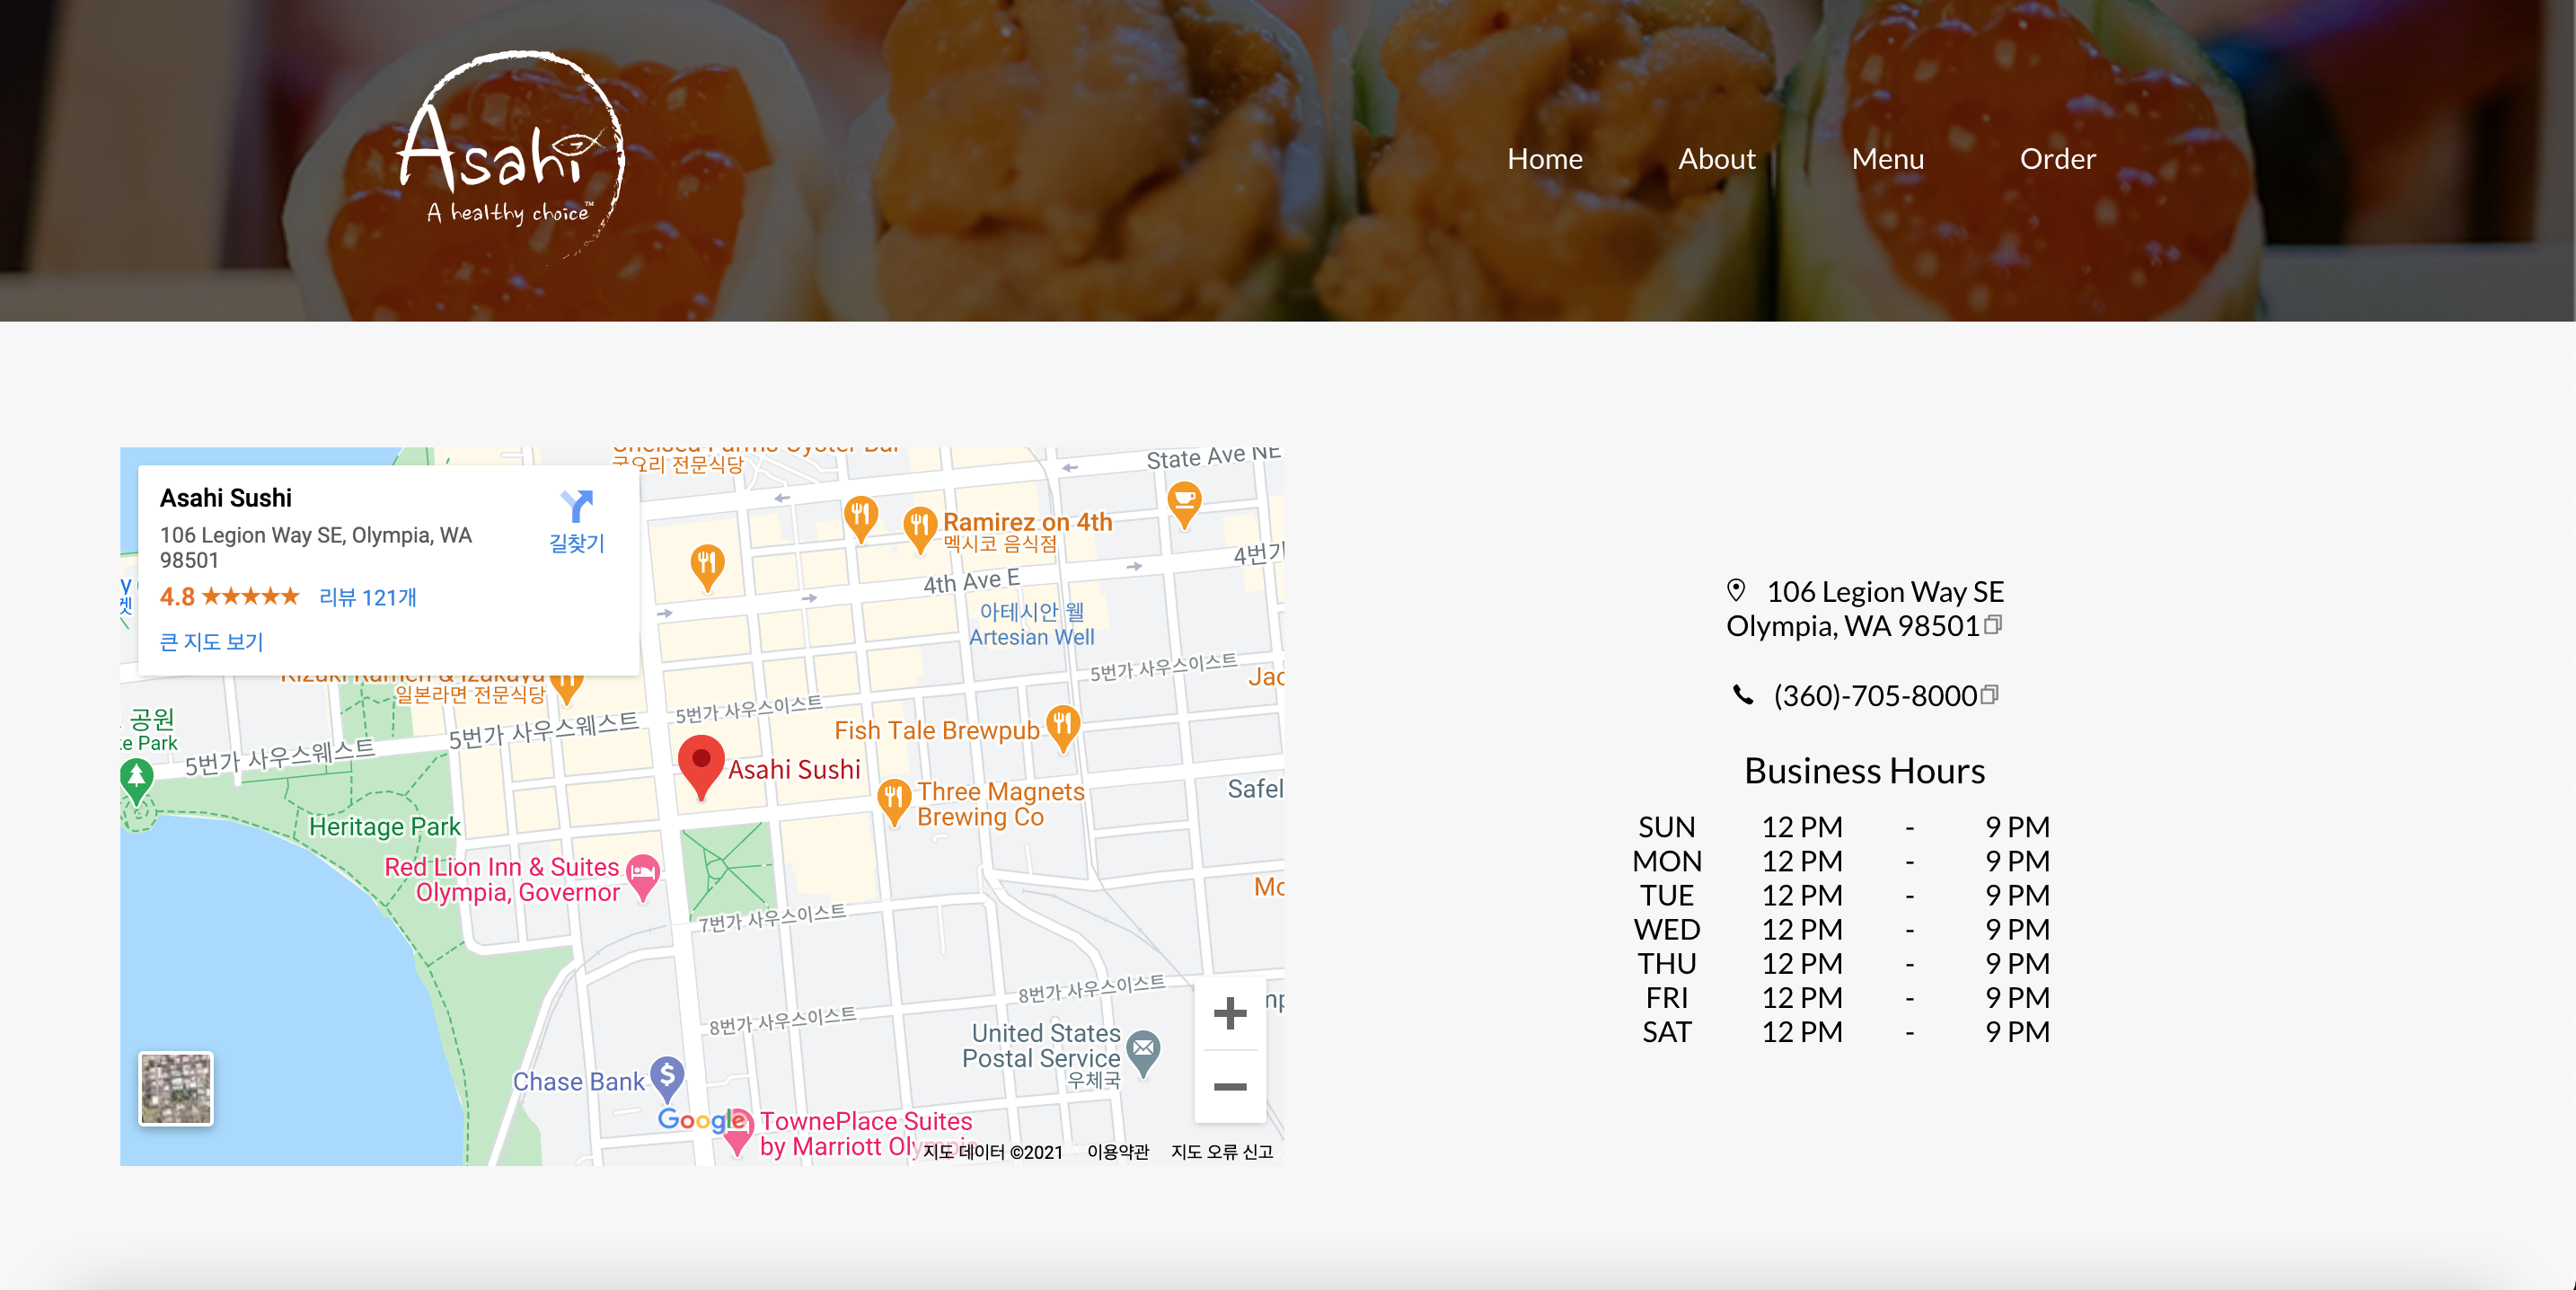 Asahi
A healthy choice™
Home About Menu Order
Asahi Sushi
106 Legion Way SE, Olympia, WA
98501
4.8 ★★★★★ 리뷰 121개
큰 지도 보기
길찾기
전문식당
State Ave NE
Ramirez on 4th
멕시코 음식점
4th Ave E
4번가
아테시안 웰
Artesian Well
5번가 사우스이스트
Rizuki Ramen & Izakaya
일본라면 전문식당
공원
5번가 사우스웨스트
5번가 사우스웨스트
5번가 사우스이스트
Fish Tale Brewpub
Asahi Sushi
Three Magnets
Brewing Co
Heritage Park
Red Lion Inn & Suites
Olympia, Governor
7번가 사우스이스트
8번가 사우스이스트
8번가 사우스이스트
United States
Postal Service
우체국
Chase Bank
Google
TownePlace Suites
by Marriott Olympia
지도 데이터 ©2021 이용약관 지도 오류 신고
106 Legion Way SE
Olympia, WA 98501
(360)-705-8000
Business Hours
SUN 12 PM - 9 PM
MON 12 PM - 9 PM
TUE 12 PM - 9 PM
WED 12 PM - 9 PM
THU 12 PM - 9 PM
FRI 12 PM - 9 PM
SAT 12 PM - 9 PM